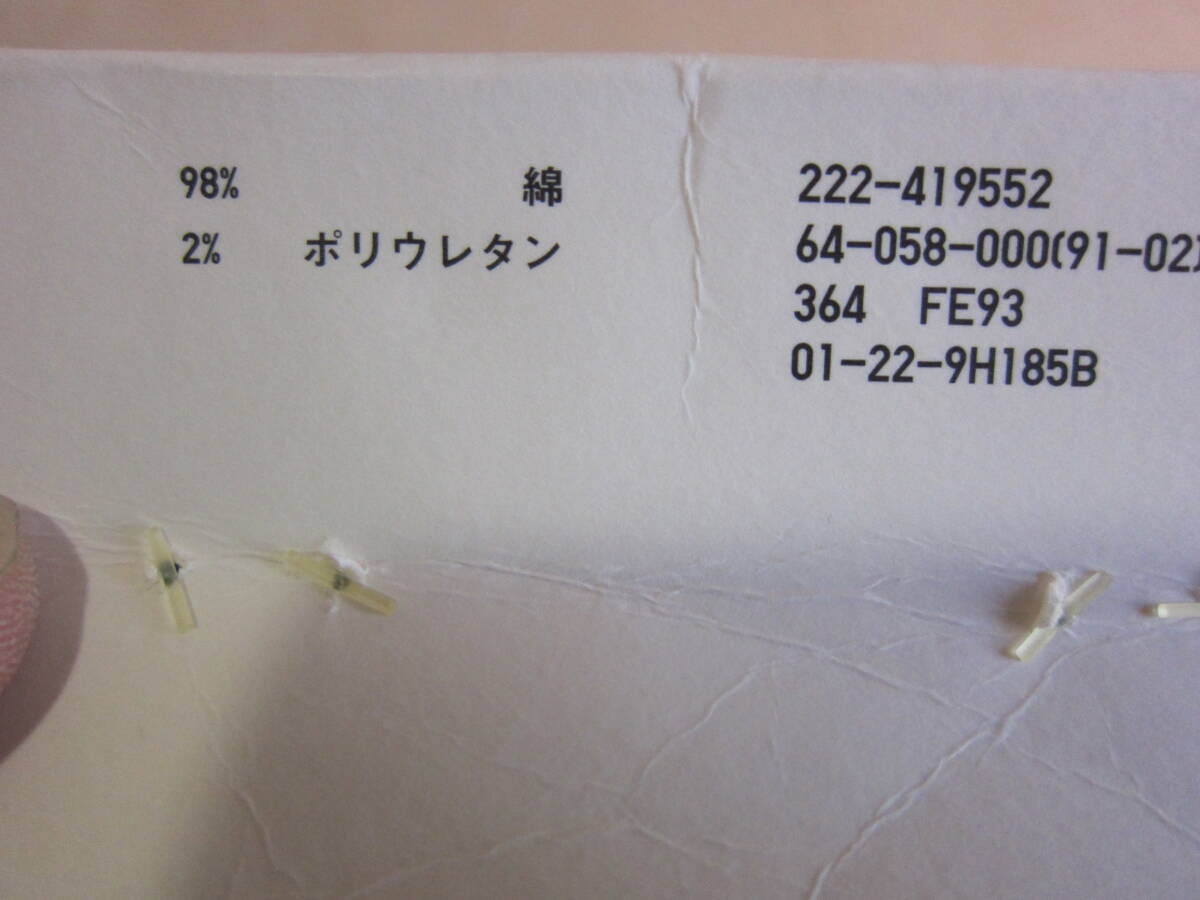 98% 綿
2% ポリウレタン
222-419552
64-058-000(91-02)
364 FE93
01-22-9H185B